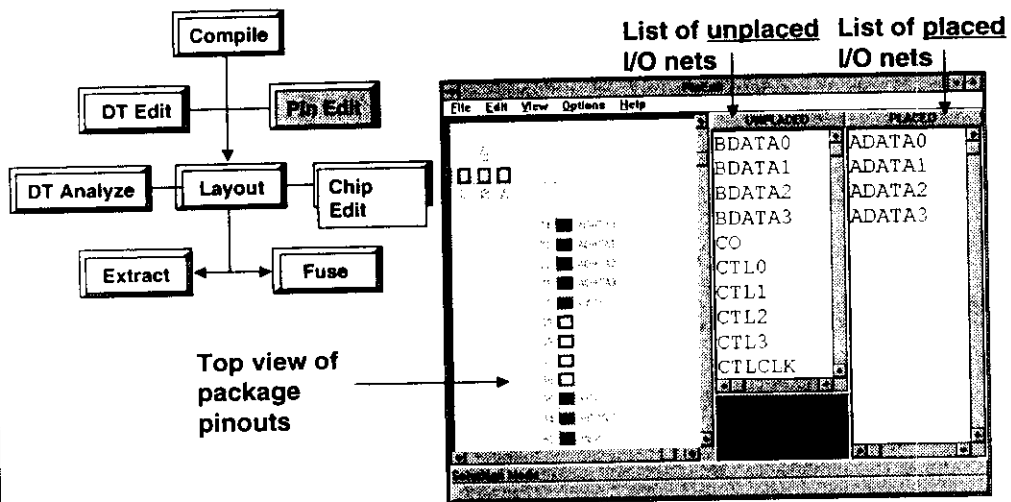 Compile
DT Edit
Pin Edit
DT Analyze
Layout
Chip
Edit
Extract
Fuse
Top view of
package
pinouts
List of unplaced
I/O nets
List of placed
I/O nets
File Edit View Options Help
UNPLACED
BDATA0
BDATA1
BDATA2
BDATA3
CO
CTL0
CTL1
CTL2
CTL3
CTLCLK
PLACED
ADATA0
ADATA1
ADATA2
ADATA3